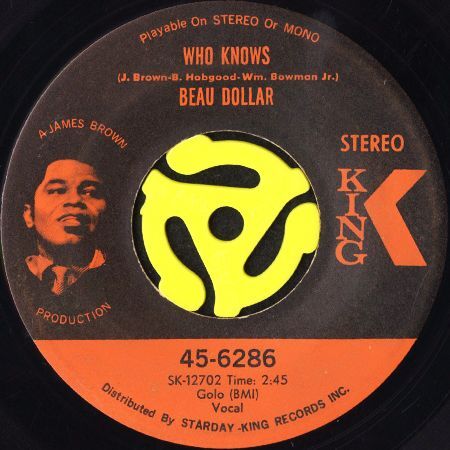 Playable On STEREO Or MONO
WHO KNOWS
(J. Brown-B. Hobgood-Wm. Bowman Jr.)
BEAU DOLLAR
A JAMES BROWN
PRODUCTION
STEREO
KING
45-6286
SK-12702 Time: 2:45
Golo (BMI)
Vocal
Distributed By STARDAY-KING RECORDS INC.